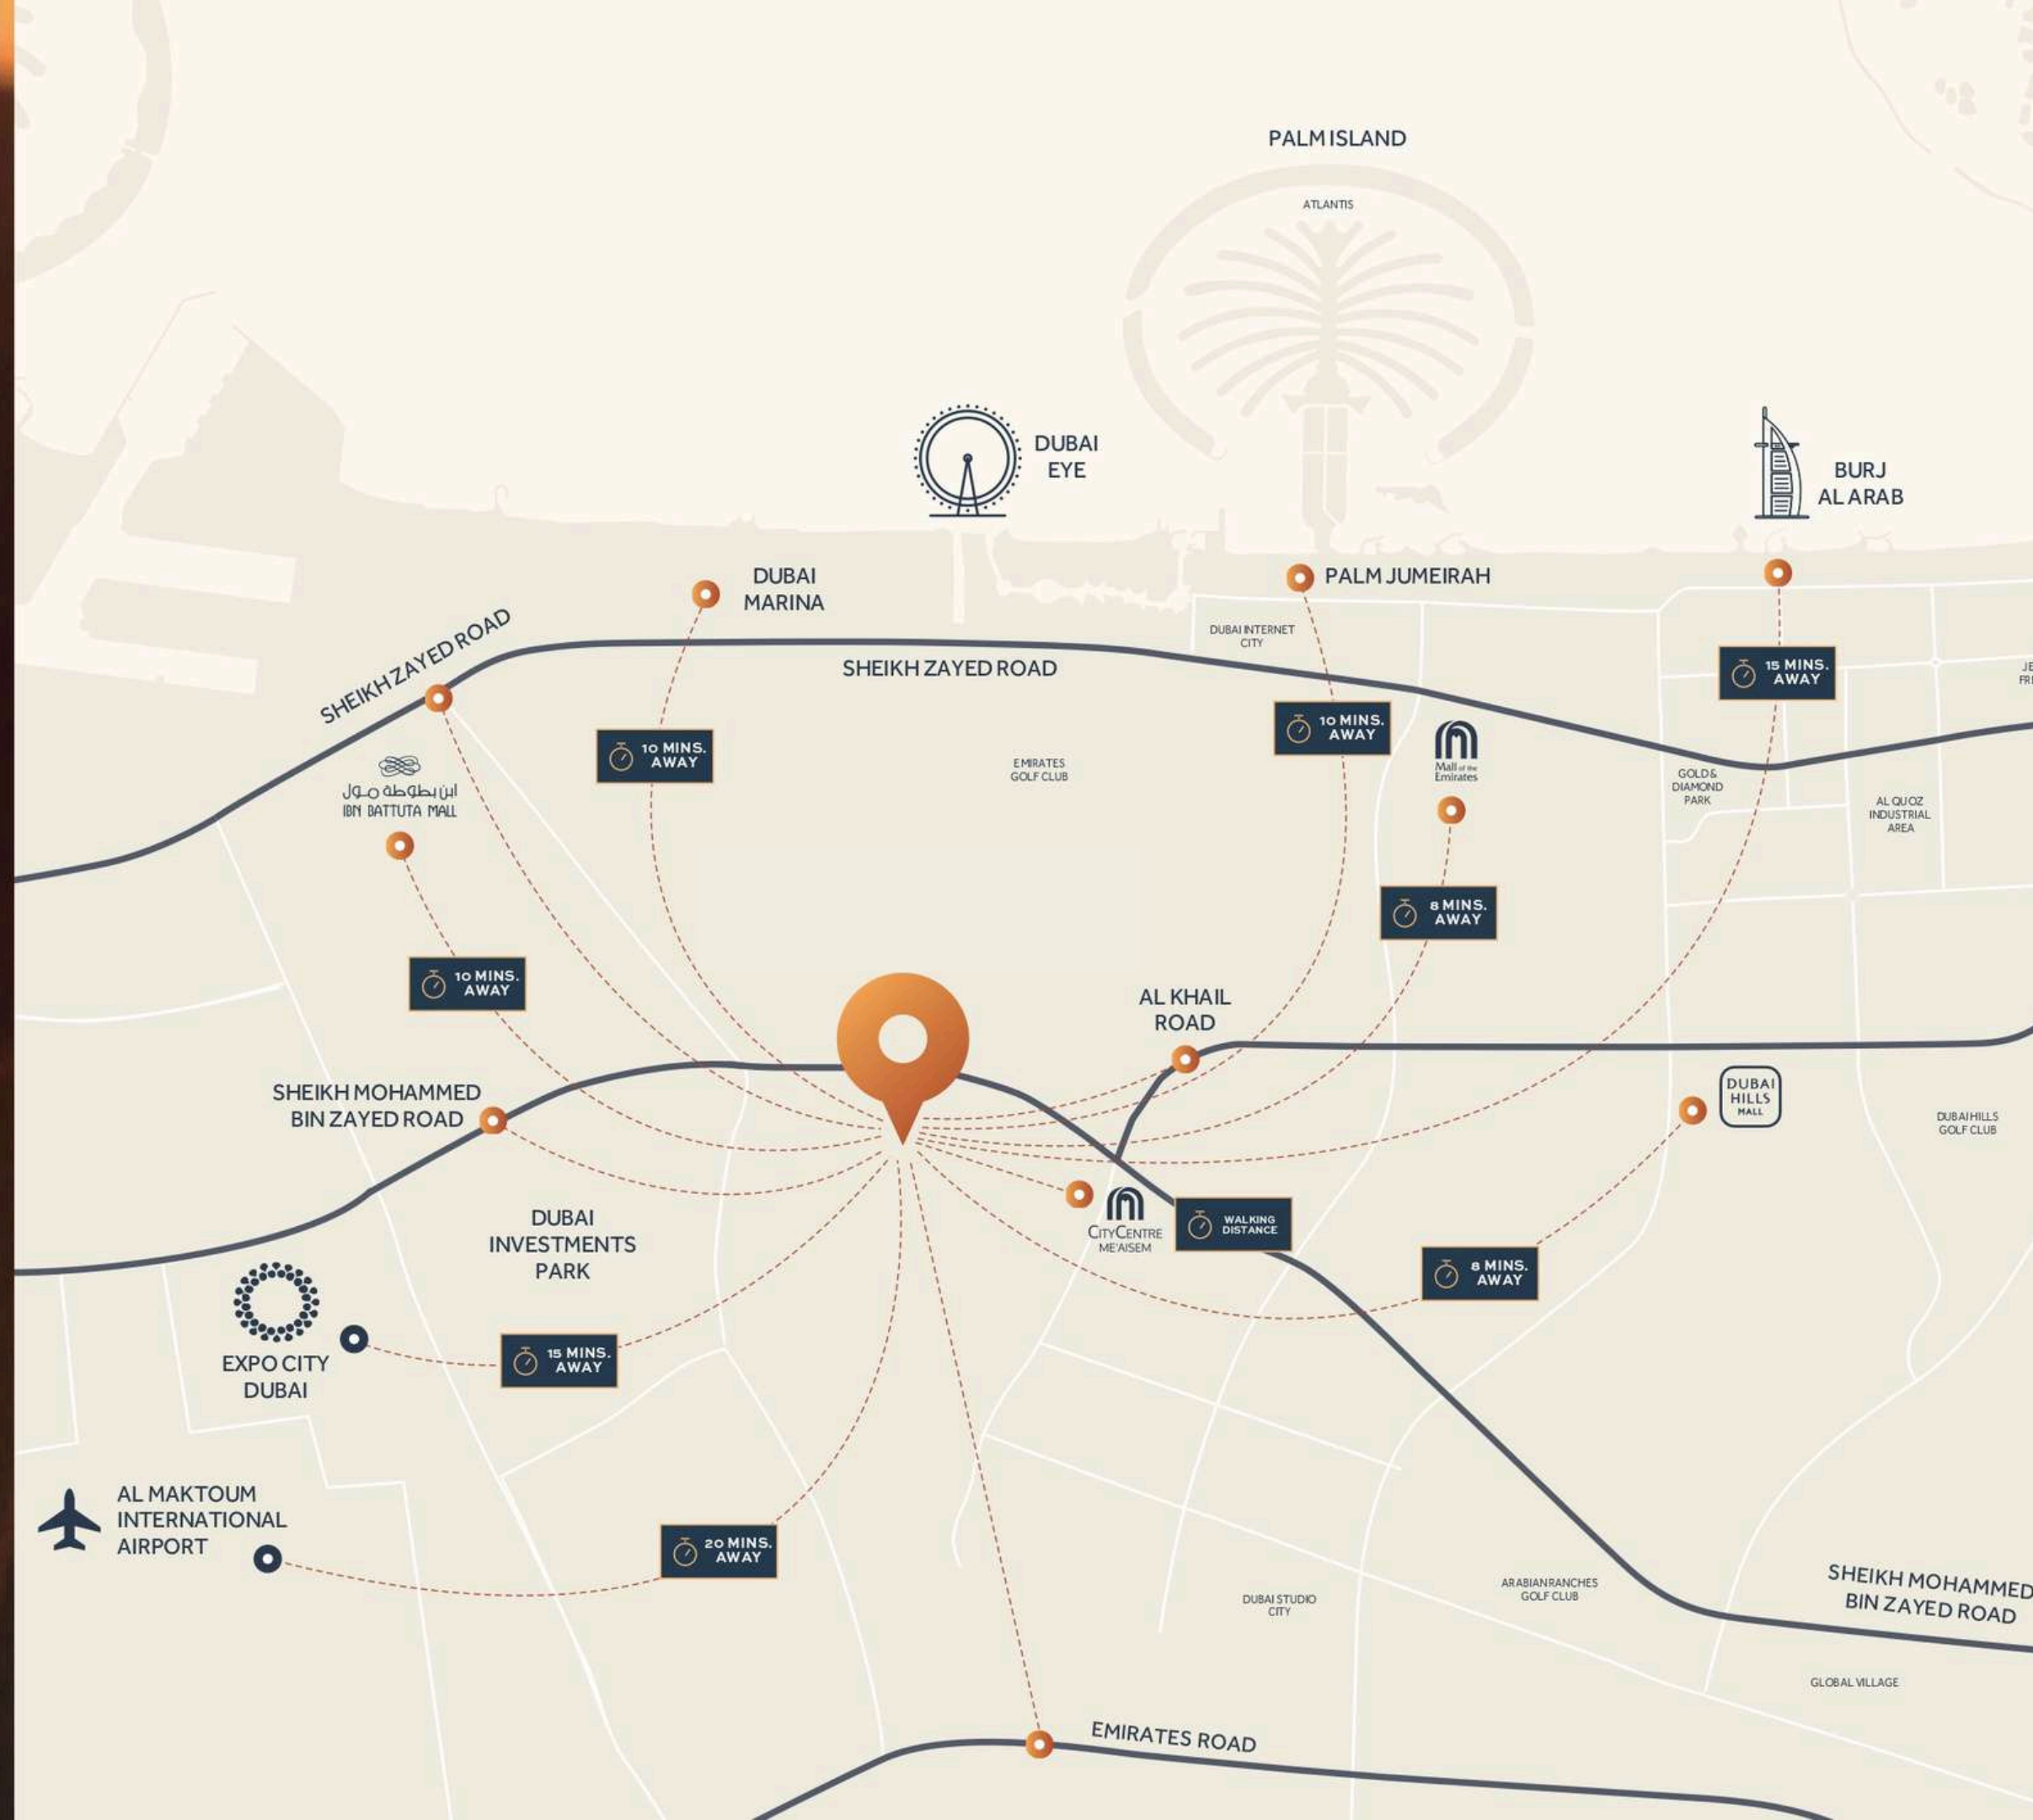 PALM ISLAND
ATLANTIS
DUBAI
EYE
BURJ
AL ARAB
DUBAI
MARINA
PALM JUMEIRAH
SHEIKH ZAYED ROAD
SHEIKH ZAYED ROAD
DUBAI INTERNET
CITY
15 MINS.
AWAY
10 MINS.
AWAY
10 MINS.
AWAY
Mall of the
Emirates
EMIRATES
GOLF CLUB
GOLD &
DIAMOND
PARK
AL QUOZ
INDUSTRIAL
AREA
ابن بطوطة مول
IBN BATTUTA MALL
8 MINS.
AWAY
10 MINS.
AWAY
AL KHAIL
ROAD
SHEIKH MOHAMMED
BIN ZAYED ROAD
DUBAI
HILLS
MALL
DUBAI HILLS
GOLF CLUB
CITY CENTRE
ME'AISEM
WALKING
DISTANCE
DUBAI
INVESTMENTS
PARK
8 MINS.
AWAY
EXPO CITY
DUBAI
15 MINS.
AWAY
AL MAKTOUM
INTERNATIONAL
AIRPORT
20 MINS.
AWAY
DUBAI STUDIO
CITY
ARABIAN RANCHES
GOLF CLUB
SHEIKH MOHAMMED
BIN ZAYED ROAD
GLOBAL VILLAGE
EMIRATES ROAD